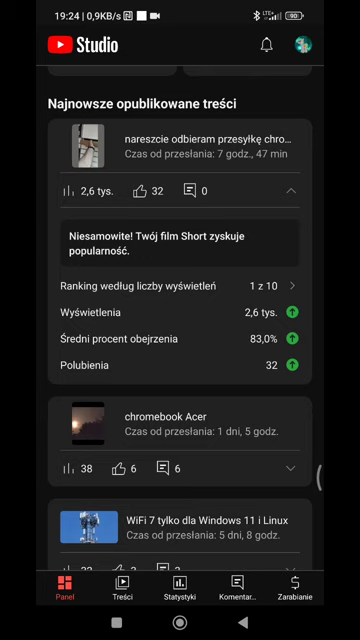 19:24 | 0,9KB/s
LTE+
90
Studio
Najnowsze opublikowane treści
nareszcie odbieram przesyłkę chro...
Czas od przesłania: 7 godz., 47 min
2,6 tys. 32 0
Niesamowite! Twój film Short zyskuje
popularność.
Ranking według liczby wyświetleń 1 z 10
Wyświetlenia 2,6 tys.
Średni procent obejrzenia 83,0%
Polubienia 32
chromebook Acer
Czas od przesłania: 1 dni, 5 godz.
38 6 6
WiFi 7 tylko dla Windows 11 i Linux
Czas od przesłania: 5 dni, 8 godz.
Panel Treści Statystyki Komentar... Zarabianie